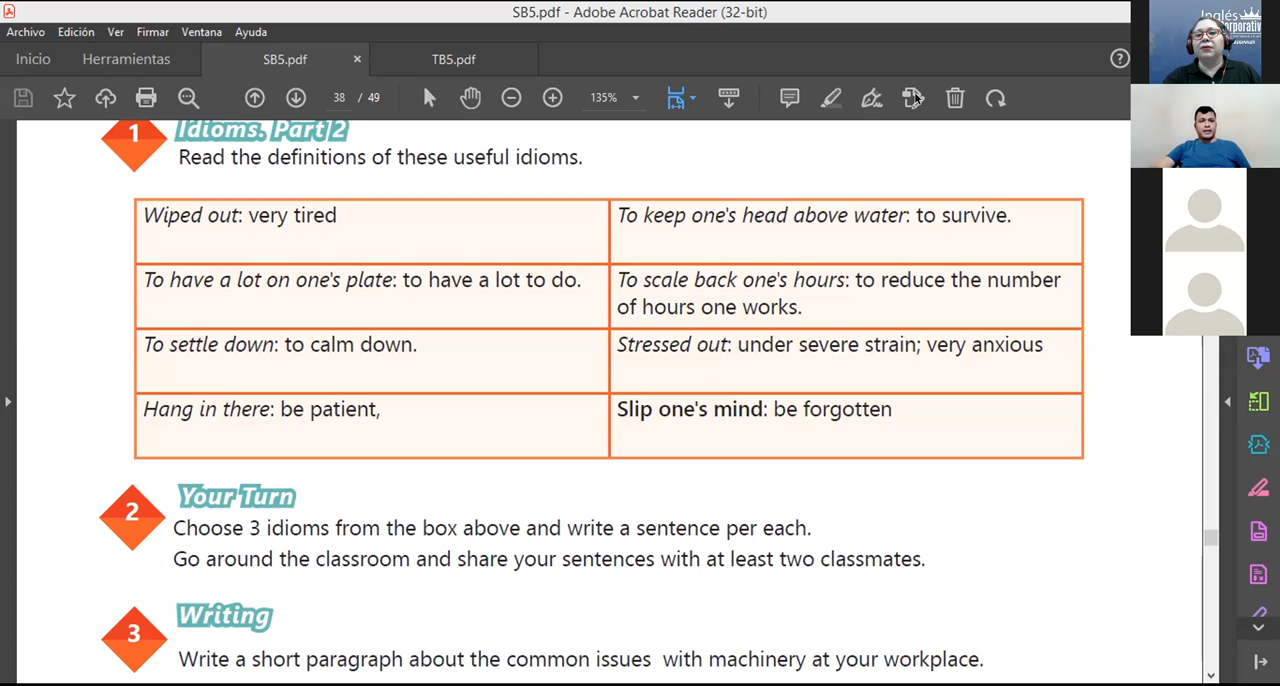 SB5.pdf - Adobe Acrobat Reader (32-bit)
Archivo Edición Ver Firmar Ventana Ayuda
Inicio Herramientas SB5.pdf × TB5.pdf
38 / 49 135%
Inglés
Corporativo
1 Idioms. Part 2
Read the definitions of these useful idioms.
Wiped out: very tired
To keep one's head above water: to survive.
To have a lot on one's plate: to have a lot to do.
To scale back one's hours: to reduce the number
of hours one works.
To settle down: to calm down.
Stressed out: under severe strain; very anxious
Hang in there: be patient,
Slip one's mind: be forgotten
2 Your Turn
Choose 3 idioms from the box above and write a sentence per each.
Go around the classroom and share your sentences with at least two classmates.
3 Writing
Write a short paragraph about the common issues with machinery at your workplace.